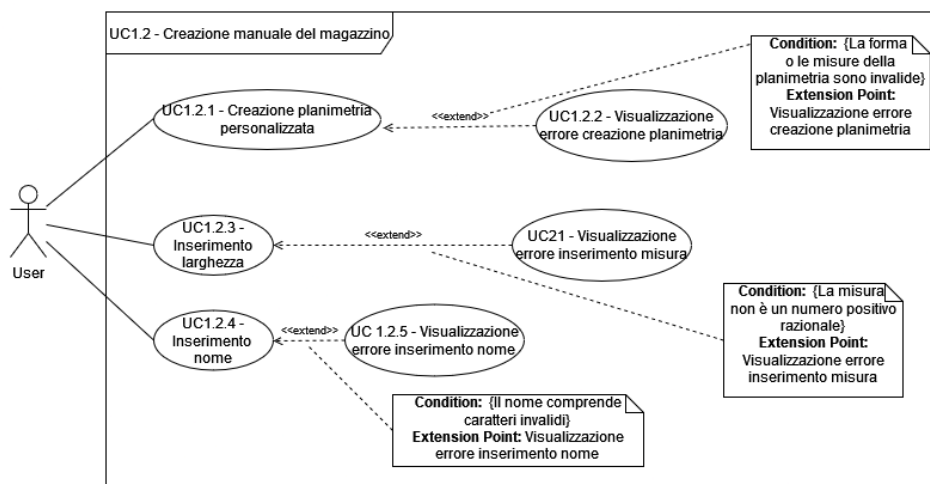 UC1.2 - Creazione manuale del magazzino
Condition: {La forma
o le misure della
planimetria sono invalide}
Extension Point:
Visualizzazione errore
creazione planimetria
UC1.2.1 - Creazione planimetria
personalizzata
<<extend>>
UC1.2.2 - Visualizzazione
errore creazione planimetria
User
UC1.2.3 -
Inserimento
larghezza
<<extend>>
UC21 - Visualizzazione
errore inserimento misura
Condition: {La misura
non è un numero positivo
razionale}
Extension Point:
Visualizzazione errore
inserimento misura
UC1.2.4 -
Inserimento
nome
<<extend>>
UC 1.2.5 - Visualizzazione
errore inserimento nome
Condition: {Il nome comprende
caratteri invalidi}
Extension Point: Visualizzazione
errore inserimento nome